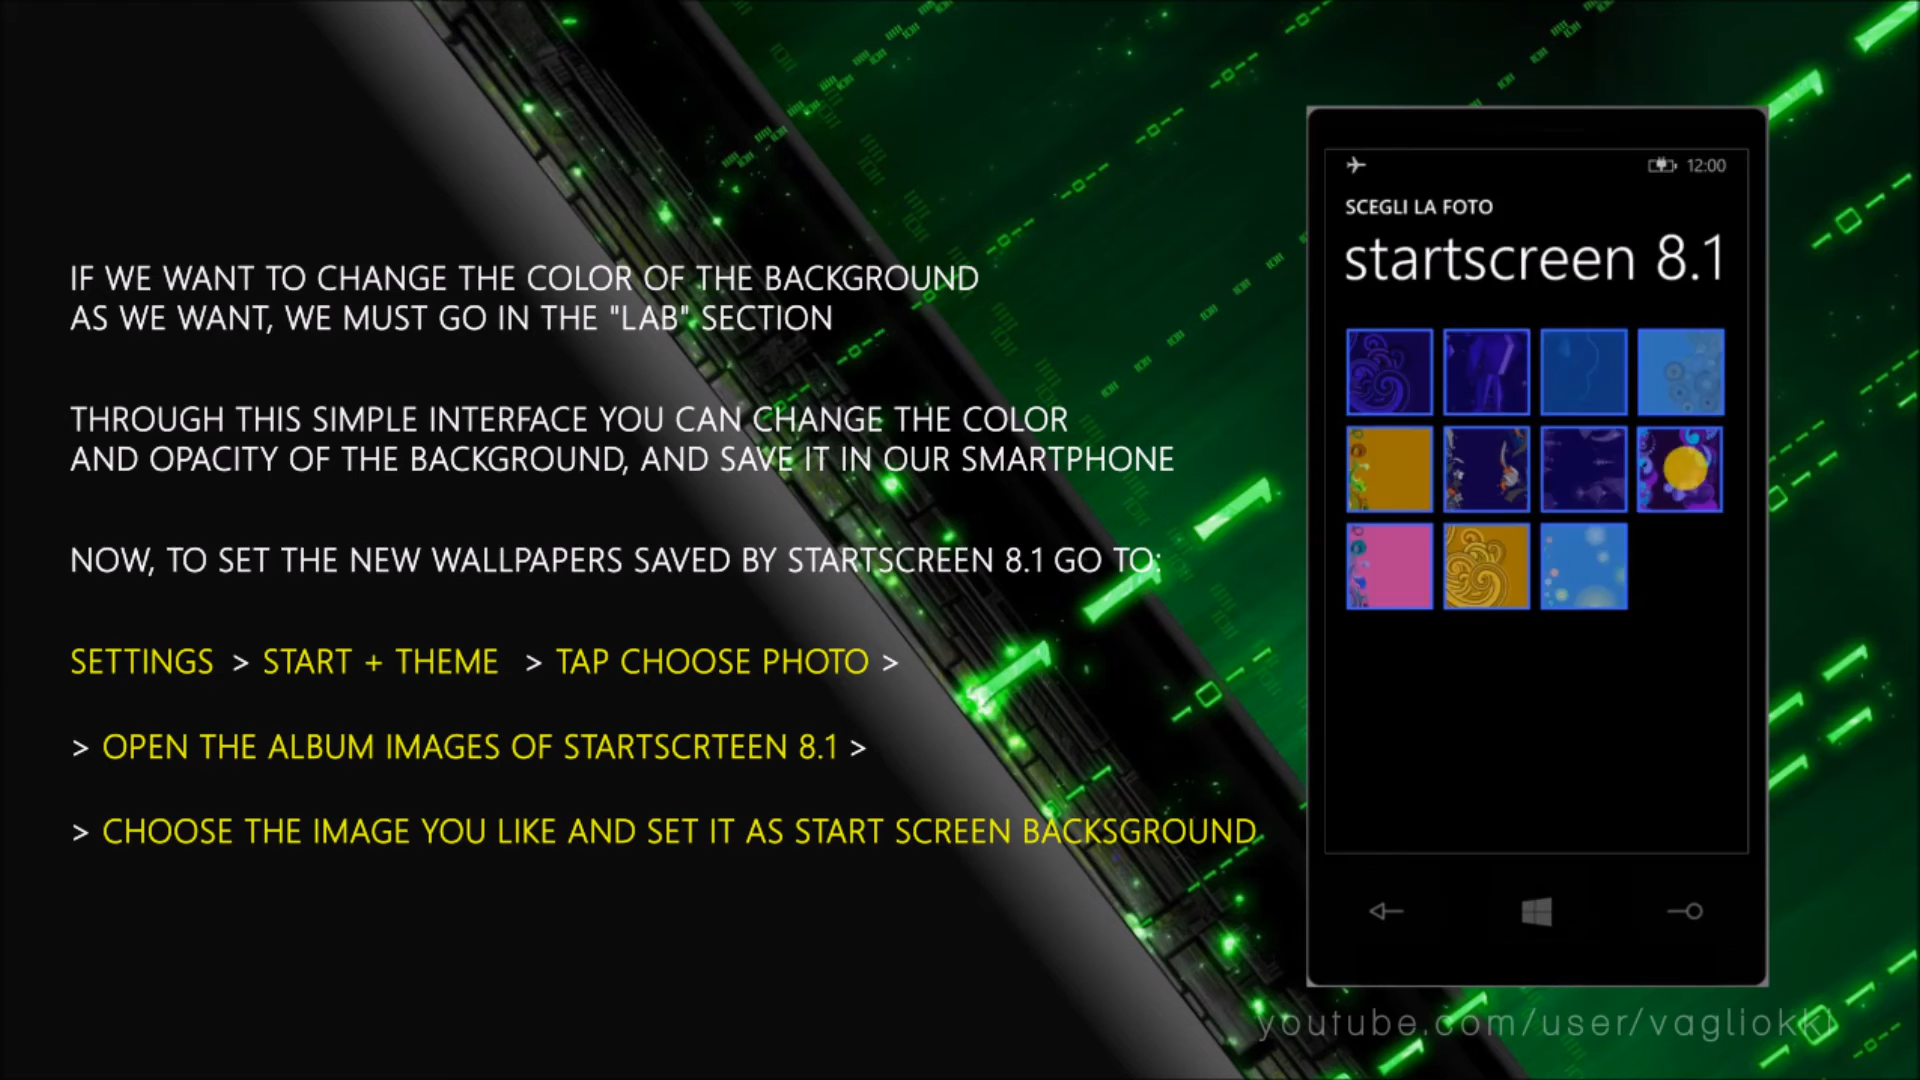 IF WE WANT TO CHANGE THE COLOR OF THE BACKGROUND
AS WE WANT, WE MUST GO IN THE "LAB" SECTION
THROUGH THIS SIMPLE INTERFACE YOU CAN CHANGE THE COLOR
AND OPACITY OF THE BACKGROUND, AND SAVE IT IN OUR SMARTPHONE
NOW, TO SET THE NEW WALLPAPERS SAVED BY STARTSCREEN 8.1 GO TO:
SETTINGS > START + THEME > TAP CHOOSE PHOTO >
> OPEN THE ALBUM IMAGES OF STARTSCRTEEN 8.1 >
> CHOOSE THE IMAGE YOU LIKE AND SET IT AS START SCREEN BACKSGROUND
12:00
SCEGLI LA FOTO
startscreen 8.1
youtube.com/user/vagliokki